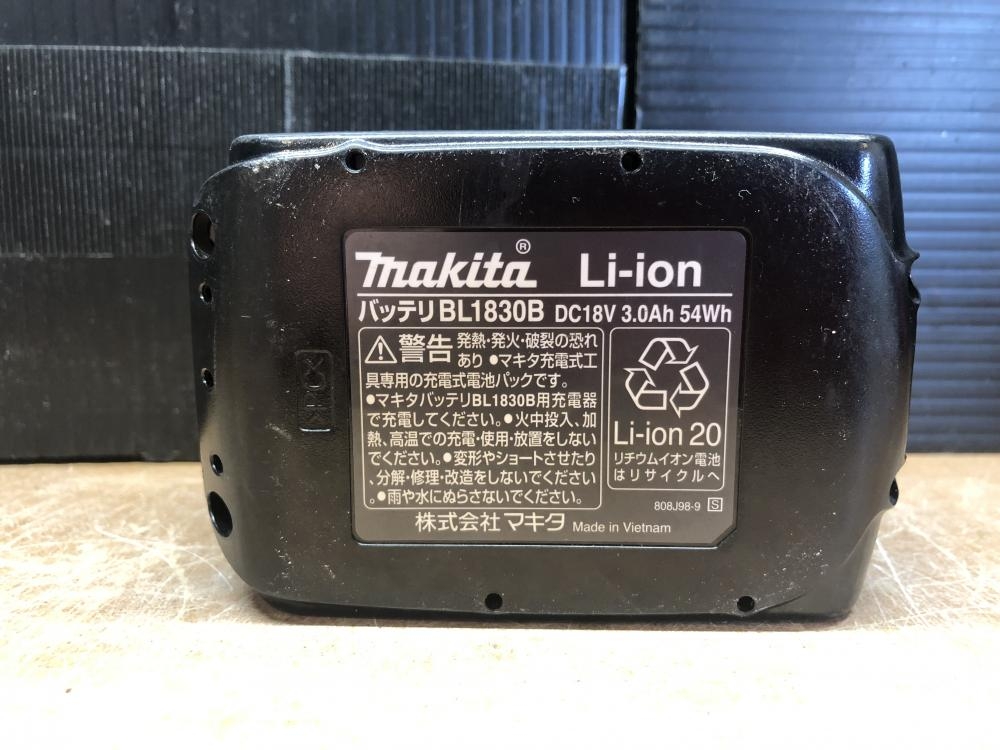 makita® Li-ion
バッテリ BL1830B DC18V 3.0Ah 54Wh
警告 発熱・発火・破裂の恐れ
あり ●マキタ充電式工
具専用の充電式電池パックです。
●マキタバッテリBL1830B用充電器
で充電してください。●火中投入、加
熱、高温での充電・使用・放置をしない
でください。●変形やショートさせたり、
分解・修理・改造をしないでください
。●雨や水にぬらさないでください。
Li-ion 20
リチウムイオン電池
はリサイクルへ
808J98-9 S
株式会社 マキタ Made in Vietnam